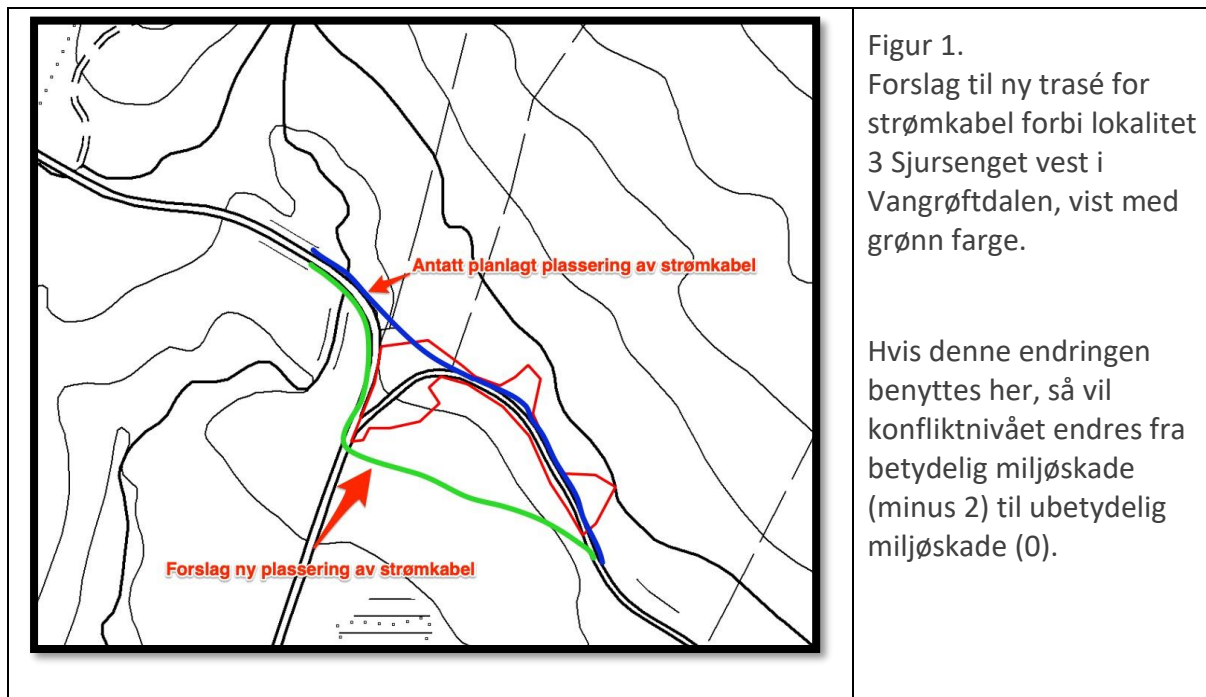 Antatt planlagt plassering av strømkabel
Forslag ny plassering av strømkabel
Figur 1.
Forslag til ny trasé for
strømkabel forbi lokalitet
3 Sjursenget vest i
Vangrøftdalen, vist med
grønn farge.
Hvis denne endringen
benyttes her, så vil
konfliktnivået endres fra
betydelig miljøskade
(minus 2) til ubetydelig
miljøskade (0).